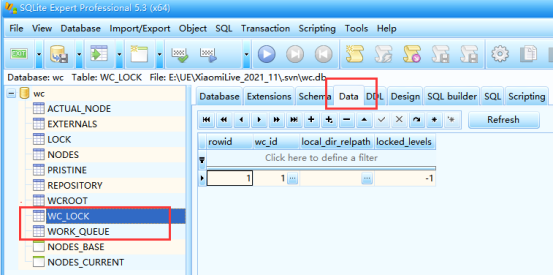 SQLite Expert Professional 5.3 (x64)
File View Database Import/Export Object SQL Transaction Scripting Tools Help
Database: wc Table: WC_LOCK File: E:\UE\XiaomiLive_2021_11\.svn\wc.db
wc
ACTUAL_NODE
EXTERNALS
LOCK
NODES
PRISTINE
REPOSITORY
WCROOT
WC_LOCK
WORK_QUEUE
NODES_BASE
NODES_CURRENT
Database Extensions Schema Data DDL Design SQL builder SQL Scripting
Refresh
rowid wc_id local_dir_relpath locked_levels
Click here to define a filter
1 1 -1